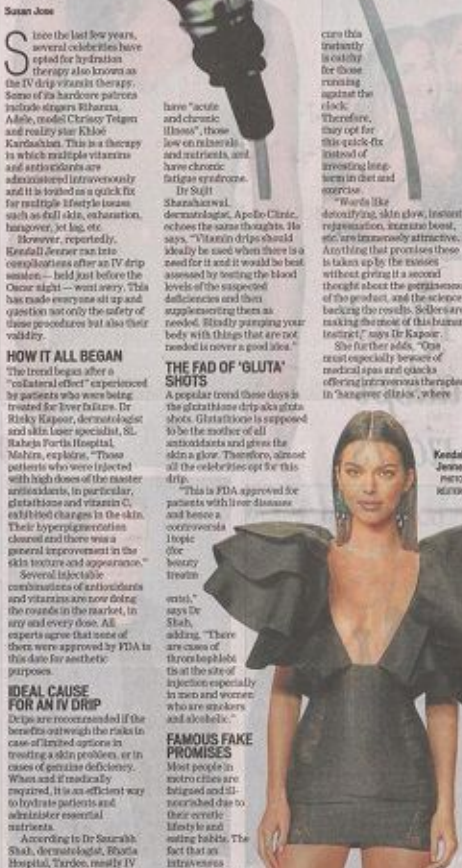 Susan Jose
Since the last few years,
several celebrities have
opted for hydration
therapy also known as
the IV drip vitamin therapy.
Some of its hardcore patrons
include singers Rihanna,
Adele, model Chrissy Teigen
and reality star Khloé
Kardashian. This is a therapy
in which multiple vitamins
and antioxidants are
administered intravenously
and it is touted as a quick fix
for multiple lifestyle issues
such as dull skin, exhaustion,
hangover, jet lag, etc.
However, reportedly,
Kendall Jenner ran into
complications after an IV drip
session — held just before the
Oscar night — went awry. This
has made everyone sit up and
question not only the safety of
these procedures but also their
validity.
HOW IT ALL BEGAN
The trend began after a
"collateral effect" experienced
by patients who were being
treated for liver failure. Dr
Rinky Kapoor, dermatologist
and skin laser specialist, SL
Raheja Fortis Hospital,
Mahim, explains, "Those
patients who were injected
with high doses of the master
antioxidants, in particular,
glutathione and vitamin C,
exhibited changes in the skin.
Their hyperpigmentation
cleared and there was a
general improvement in the
skin texture and appearance."
Several injectable
combinations of antioxidants
and vitamins are now doing
the rounds in the market, in
any and every dose. All
experts agree that none of
them were approved by FDA to
this date for aesthetic
purposes.
IDEAL CAUSE
FOR AN IV DRIP
Drips are recommended if the
benefits outweigh the risks in
case of limited options in
treating a skin problem, or in
cases of genuine deficiency.
When and if medically
required, it is an efficient way
to hydrate patients and
administer essential
nutrients.
According to Dr Saurabh
Shah, dermatologist, Bhatia
Hospital, Tardeo, mostly IV
have "acute
and chronic
illness", those
low on minerals
and nutrients, and
have chronic
fatigue syndrome.
Dr Sujit
Shanshanwal,
dermatologist, Apollo Clinic,
echoes the same thoughts. He
says, "Vitamin drips should
ideally be used when there is a
need for it and it would be best
assessed by testing the blood
levels of the suspected
deficiencies and then
supplementing them as
needed. Blindly pumping your
body with things that are not
needed is never a good idea."
THE FAD OF 'GLUTA'
SHOTS
A popular trend these days is
the glutathione drip aka gluta
shots. Glutathione is supposed
to be the mother of all
antioxidants and gives the
skin a glow. Therefore, almost
all the celebrities opt for this
drip.
"This is FDA approved for
patients with liver diseases
and hence a
controversia
l topic
(for
beauty
treatm
ents),"
says Dr
Shah,
adding, "There
are cases of
thrombophlebi
tis at the site of
injection especially
in men and women
who are smokers
and alcoholic."
FAMOUS FAKE
PROMISES
Most people in
metro cities are
fatigued and ill-
nourished due to
their erratic
lifestyle and
eating habits. The
fact that an
intravenous
cure this
instantly
is catchy
for those
running
against the
clock.
Therefore,
they opt for
this quick-fix
instead of
investing long-
term in diet and
exercise.
"Words like
detoxifying, skin glow, instant
rejuvenation, immune boost,
etc. are immensely attractive.
Anything that promises these
is taken up by the masses
without giving it a second
thought about the genuineness
of the product, and the science
backing the results. Sellers are
making the most of this human
instinct," says Dr Kapoor.
She further adds, "One
must especially beware of
medical spas and quacks
offering intravenous therapies
in 'hangover clinics', where
Kendal
Jenne
PHOTO
REUTER